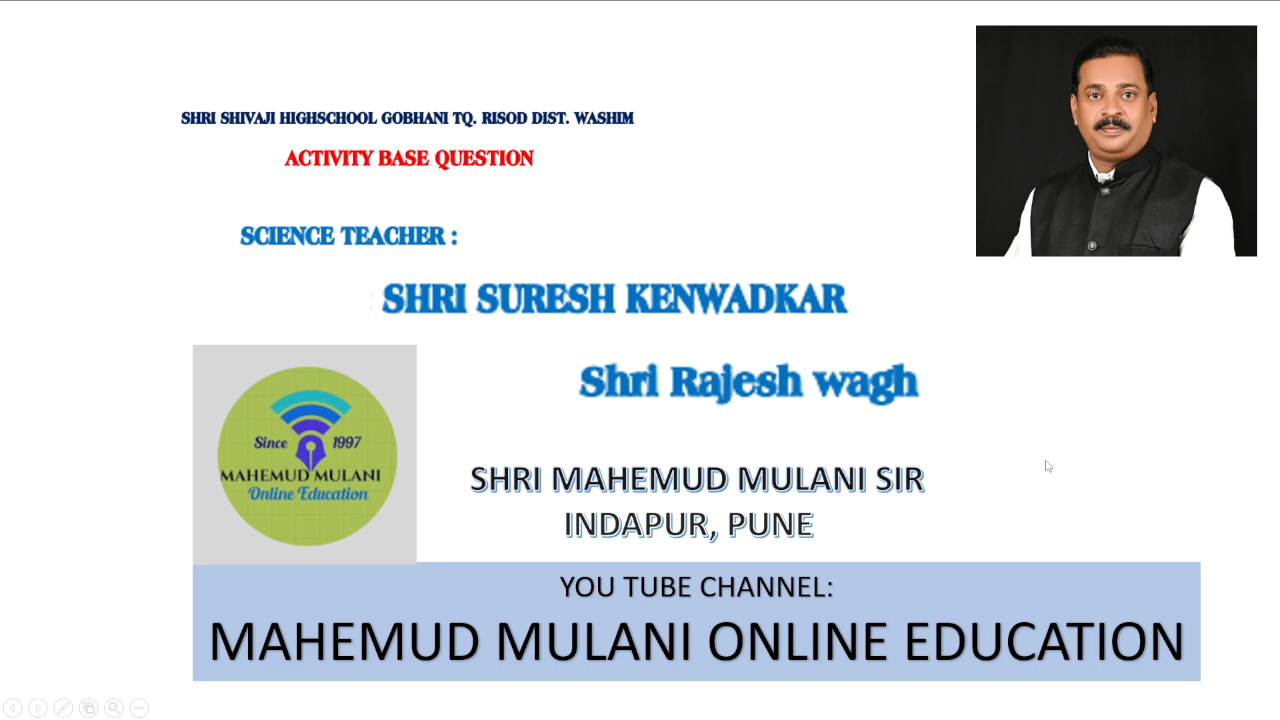 SHRI SHIVAJI HIGHSCHOOL GOBHANI TQ. RISOD DIST. WASHIM
ACTIVITY BASE QUESTION
SCIENCE TEACHER :
SHRI SURESH KENWADKAR
Shri Rajesh wagh
Since 1997
MAHEMUD MULANI
Online Education
SHRI MAHEMUD MULANI SIR
INDAPUR, PUNE
YOU TUBE CHANNEL:
MAHEMUD MULANI ONLINE EDUCATION